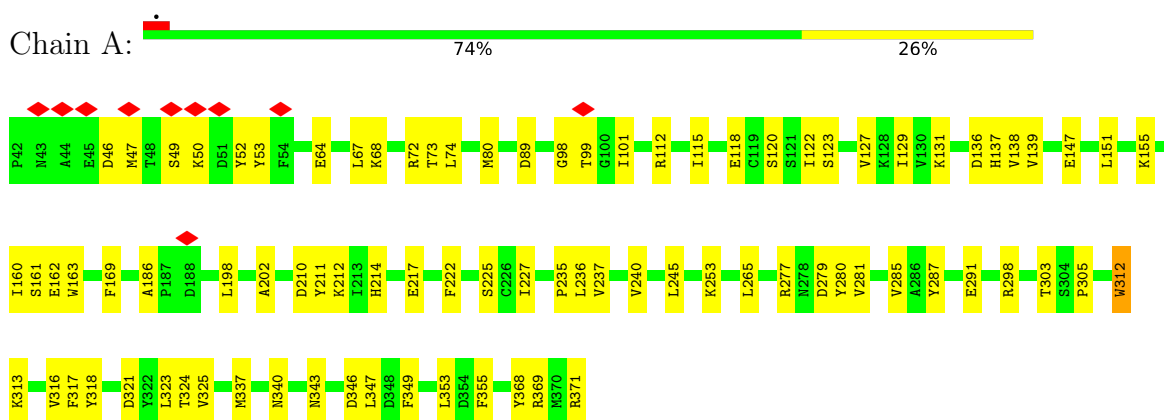 Chain A:
74% 26%
P42 N43 A44 E45 D46 M47 T48 S49 K50 D51 Y52 Y53 F54 E64 L67 K68 R72 T73 L74 M80 D89 G98 T99 G100 I101 R112 I115 E118 C119 S120 S121 I122 S123 V127 K128 I129 V130 K131 D136 H137 V138 V139 E147 L151 K155
I160 S161 E162 W163 F169 A186 P187 D188 L198 A202 D210 Y211 K212 I213 H214 E217 F222 S225 C226 I227 P235 L236 V237 V240 L245 K253 L265 R277 N278 D279 Y280 V281 V285 A286 Y287 E291 R298 T303 S304 P305 W312
K313 V316 F317 Y318 D321 Y322 L323 T324 V325 M337 N340 N343 D346 L347 D348 F349 L353 D354 F355 Y368 R369 M370 R371